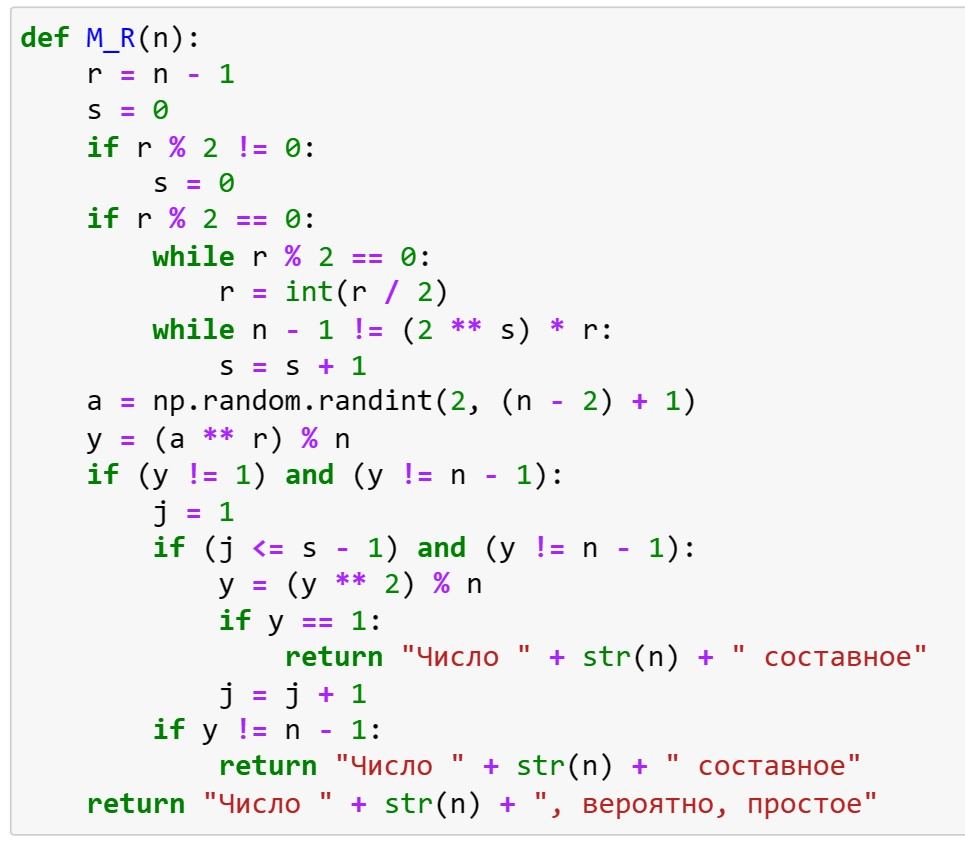 def M_R(n):
    r = n - 1
    s = 0
    if r % 2 != 0:
        s = 0
    if r % 2 == 0:
        while r % 2 == 0:
            r = int(r / 2)
        while n - 1 != (2 ** s) * r:
            s = s + 1
    a = np.random.randint(2, (n - 2) + 1)
    y = (a ** r) % n
    if (y != 1) and (y != n - 1):
        j = 1
        if (j <= s - 1) and (y != n - 1):
            y = (y ** 2) % n
            if y == 1:
                return "Число " + str(n) + " составное"
            j = j + 1
        if y != n - 1:
            return "Число " + str(n) + " составное"
    return "Число " + str(n) + ", вероятно, простое"